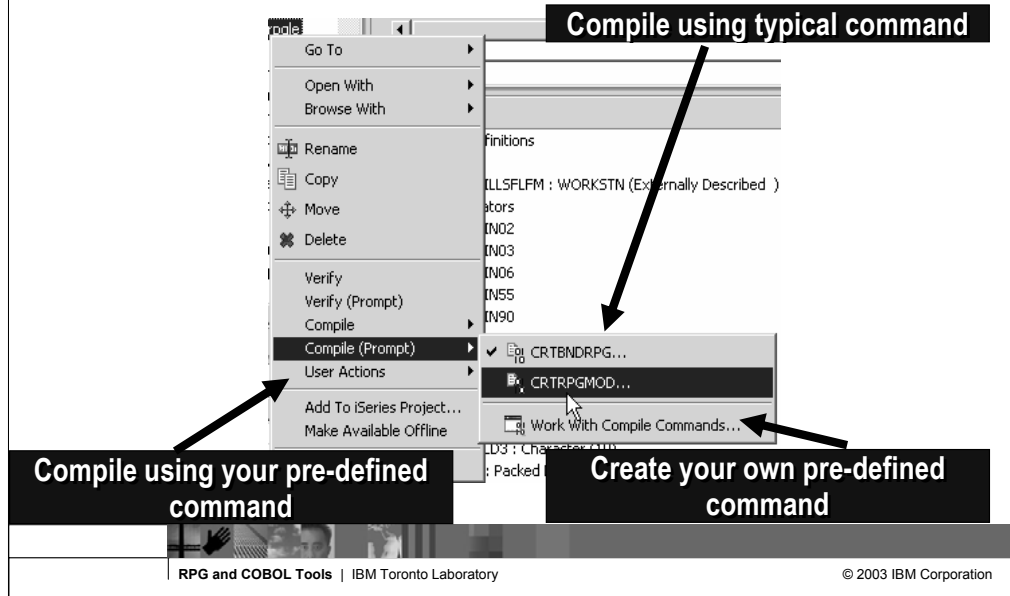 Compile using typical command
Go To
Open With
Browse With
Rename
Copy
Move
Delete
Verify
Verify (Prompt)
Compile
Compile (Prompt)
User Actions
Add To iSeries Project...
Make Available Offline
finitions
ILLSFLFM : WORKSTN (Externally Described )
ators
IN02
IN03
IN06
IN55
IN90
CRTBNDRPG...
CRTRPGMOD...
Work With Compile Commands...
LD3 : Character (10)
: Packed
Compile using your pre-defined
command
Create your own pre-defined
command
RPG and COBOL Tools | IBM Toronto Laboratory
© 2003 IBM Corporation